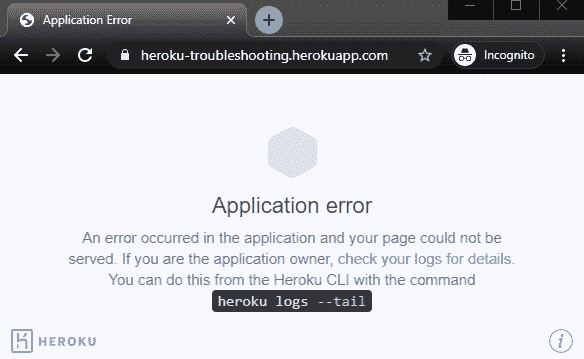 Application Error
heroku-troubleshooting.herokuapp.com
Incognito
Application error
An error occurred in the application and your page could not be
served. If you are the application owner, check your logs for details.
You can do this from the Heroku CLI with the command
heroku logs --tail
HEROKU
i